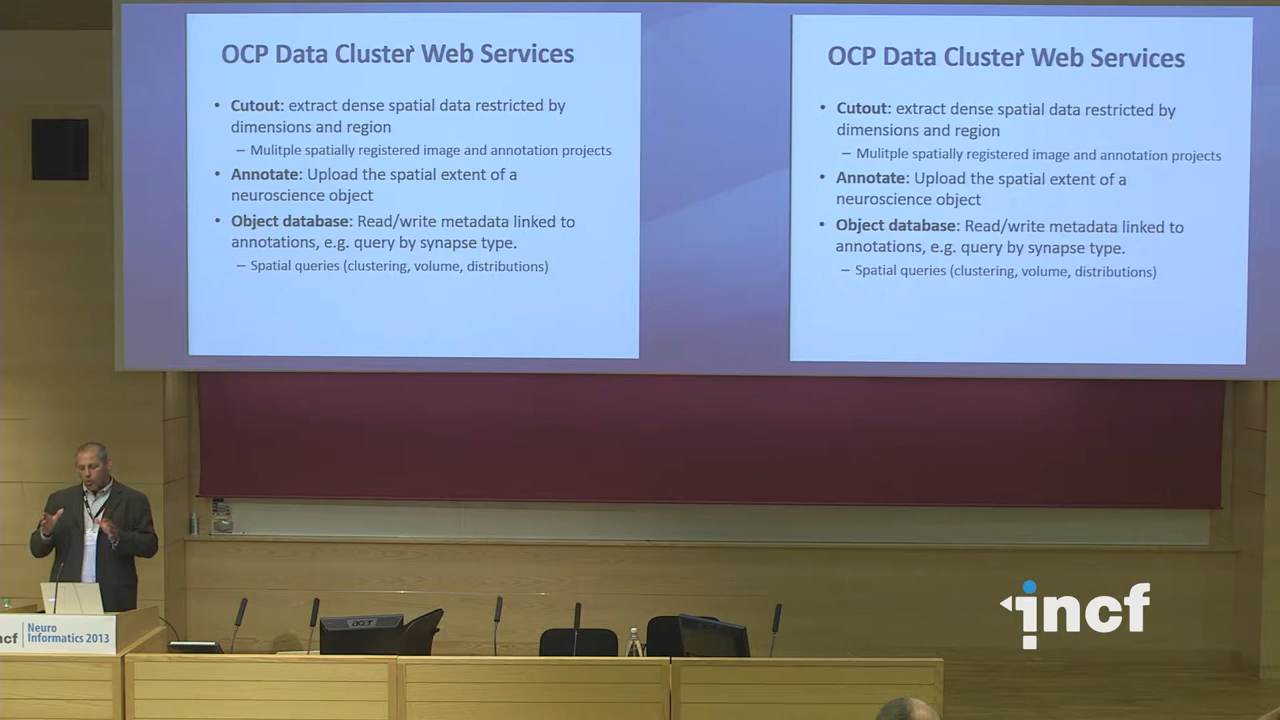 OCP Data Cluster Web Services
• Cutout: extract dense spatial data restricted by
dimensions and region
– Mulitple spatially registered image and annotation projects
• Annotate: Upload the spatial extent of a
neuroscience object
• Object database: Read/write metadata linked to
annotations, e.g. query by synapse type.
– Spatial queries (clustering, volume, distributions)
OCP Data Cluster Web Services
• Cutout: extract dense spatial data restricted by
dimensions and region
– Mulitple spatially registered image and annotation projects
• Annotate: Upload the spatial extent of a
neuroscience object
• Object database: Read/write metadata linked to
annotations, e.g. query by synapse type.
– Spatial queries (clustering, volume, distributions)
incf
ncf
Neuro
Informatics 2013
acer